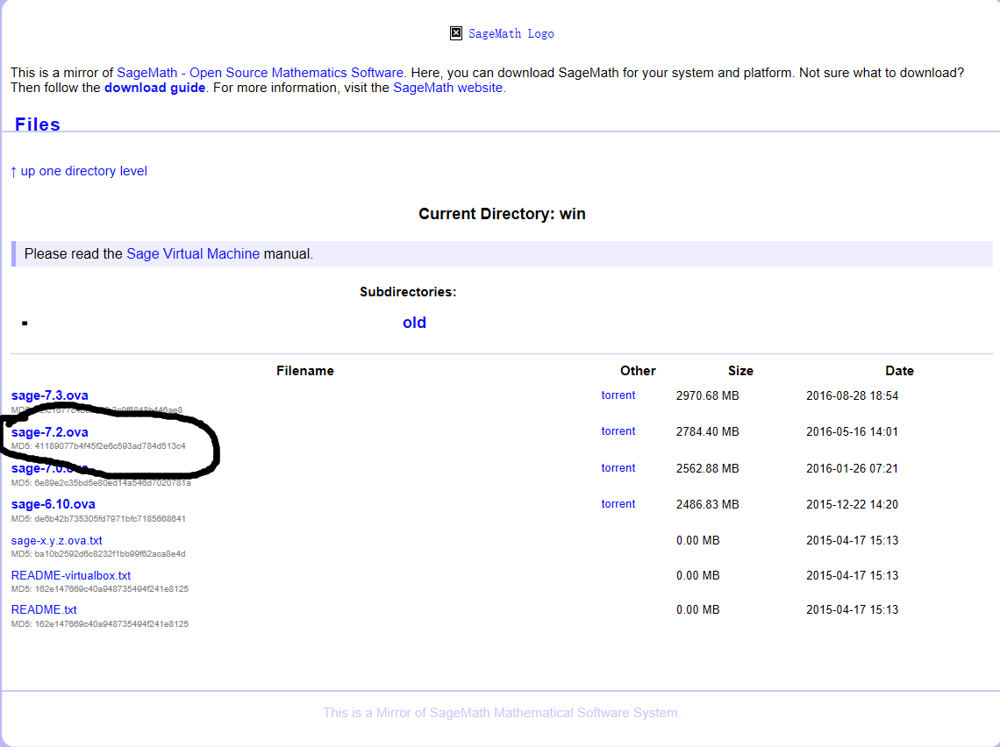 SageMath Logo
This is a mirror of SageMath - Open Source Mathematics Software. Here, you can download SageMath for your system and platform. Not sure what to download?
Then follow the download guide. For more information, visit the SageMath website.
Files
↑ up one directory level
Current Directory: win
Please read the Sage Virtual Machine manual.
Subdirectories:
old
Filename Other Size Date
sage-7.3.ova torrent 2970.68 MB 2016-08-28 18:54
MD5:
sage-7.2.ova torrent 2784.40 MB 2016-05-16 14:01
MD5: 41189077b4f45f2e6c593ad784d513c4
sage-7.0.ova torrent 2562.88 MB 2016-01-26 07:21
MD5: 6e89e2c35bd5e80ed14a546d7020781a
sage-6.10.ova torrent 2486.83 MB 2015-12-22 14:20
MD5: de6b42b735305fd7971bfc7185668641
sage-x.y.z.ova.txt 0.00 MB 2015-04-17 15:13
MD5: ba10b2592d6c8232f1bb99f62aca8e4d
README-virtualbox.txt 0.00 MB 2015-04-17 15:13
MD5: 162e147669c40a948735494f241e8125
README.txt 0.00 MB 2015-04-17 15:13
MD5: 162e147669c40a948735494f241e8125
This is a Mirror of SageMath Mathematical Software System.